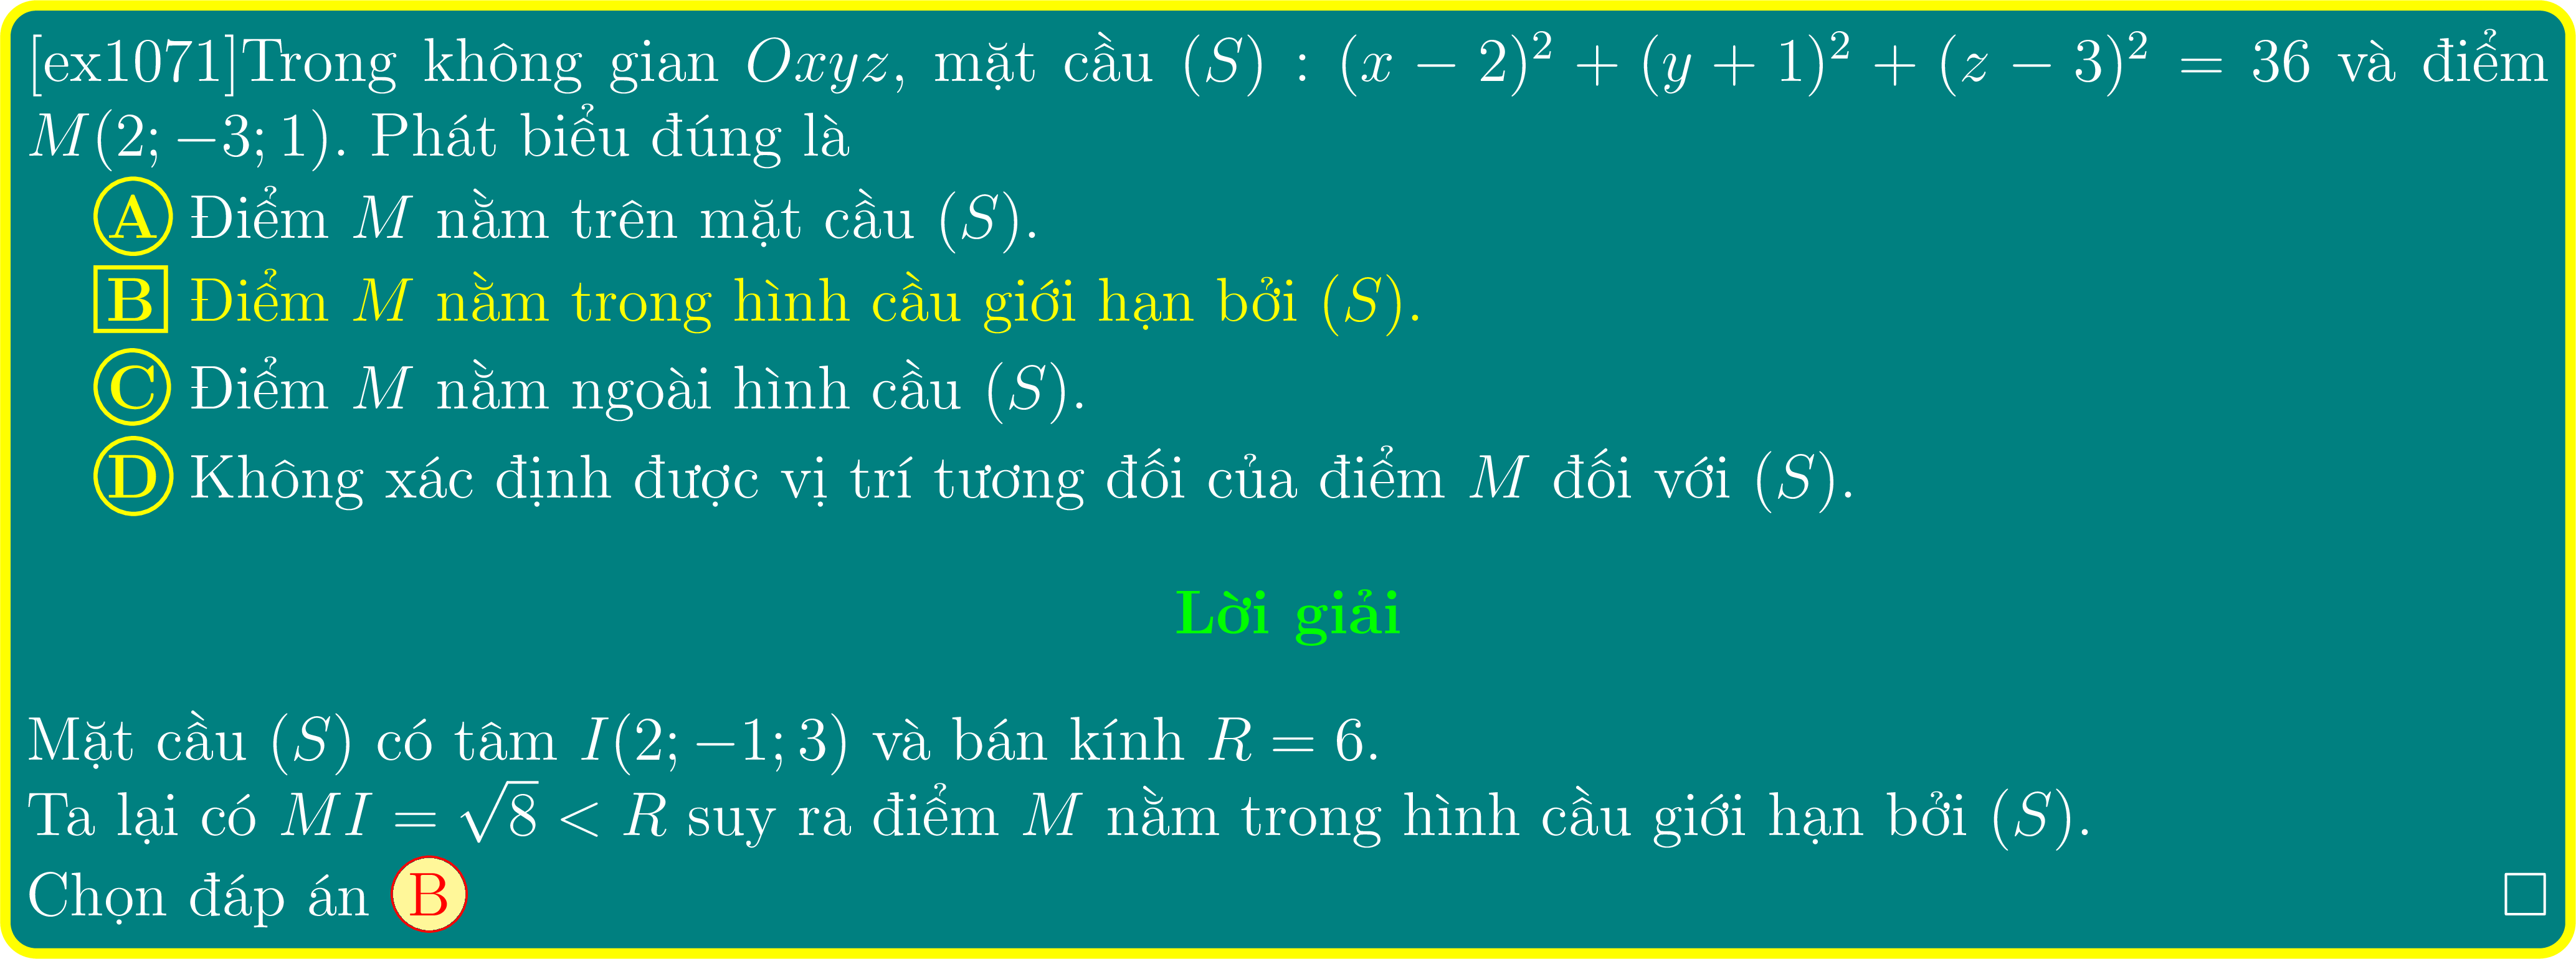 [ex1071]Trong không gian Oxyz, mặt cầu (S) : (x − 2)² + (y + 1)² + (z − 3)² = 36 và điểm
M(2; −3; 1). Phát biểu đúng là
A Điểm M nằm trên mặt cầu (S).
B Điểm M nằm trong hình cầu giới hạn bởi (S).
C Điểm M nằm ngoài hình cầu (S).
D Không xác định được vị trí tương đối của điểm M đối với (S).
Lời giải
Mặt cầu (S) có tâm I(2; −1; 3) và bán kính R = 6.
Ta lại có MI = √8 < R suy ra điểm M nằm trong hình cầu giới hạn bởi (S).
Chọn đáp án B □